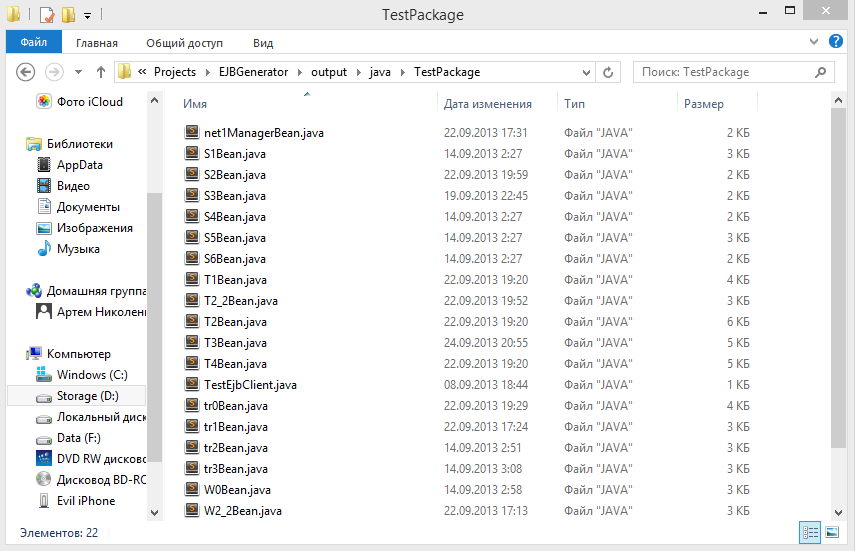 TestPackage
Файл Главная Общий доступ Вид
« Projects EJBGenerator output java TestPackage Поиск: TestPackage
Фото iCloud
Библиотеки
AppData
Видео
Документы
Изображения
Музыка
Домашняя группа
Артем Николен
Компьютер
Windows (C:)
Storage (D:)
Локальный диск
Data (F:)
DVD RW дисково
Дисковод BD-RO
Evil iPhone
Имя Дата изменения Тип Размер
net1ManagerBean.java 22.09.2013 17:31 Файл "JAVA" 2 КБ
S1Bean.java 14.09.2013 2:27 Файл "JAVA" 3 КБ
S2Bean.java 22.09.2013 19:59 Файл "JAVA" 2 КБ
S3Bean.java 19.09.2013 22:45 Файл "JAVA" 2 КБ
S4Bean.java 14.09.2013 2:27 Файл "JAVA" 2 КБ
S5Bean.java 14.09.2013 2:27 Файл "JAVA" 3 КБ
S6Bean.java 14.09.2013 2:27 Файл "JAVA" 2 КБ
T1Bean.java 22.09.2013 19:20 Файл "JAVA" 4 КБ
T2_2Bean.java 22.09.2013 19:52 Файл "JAVA" 3 КБ
T2Bean.java 22.09.2013 19:20 Файл "JAVA" 6 КБ
T3Bean.java 24.09.2013 20:55 Файл "JAVA" 5 КБ
T4Bean.java 22.09.2013 19:20 Файл "JAVA" 5 КБ
TestEjbClient.java 08.09.2013 18:44 Файл "JAVA" 1 КБ
tr0Bean.java 22.09.2013 19:29 Файл "JAVA" 4 КБ
tr1Bean.java 22.09.2013 17:24 Файл "JAVA" 3 КБ
tr2Bean.java 14.09.2013 2:51 Файл "JAVA" 3 КБ
tr3Bean.java 14.09.2013 3:08 Файл "JAVA" 3 КБ
W0Bean.java 14.09.2013 2:58 Файл "JAVA" 3 КБ
W2_2Bean.java 22.09.2013 17:13 Файл "JAVA" 3 КБ
Элементов: 22